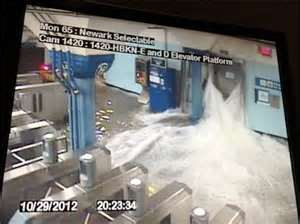 Mon 65 : Newark Selectable
Cam 1420 : 1420-HBKN-E and D Elevator Platform
10/29/2012
20:23:34